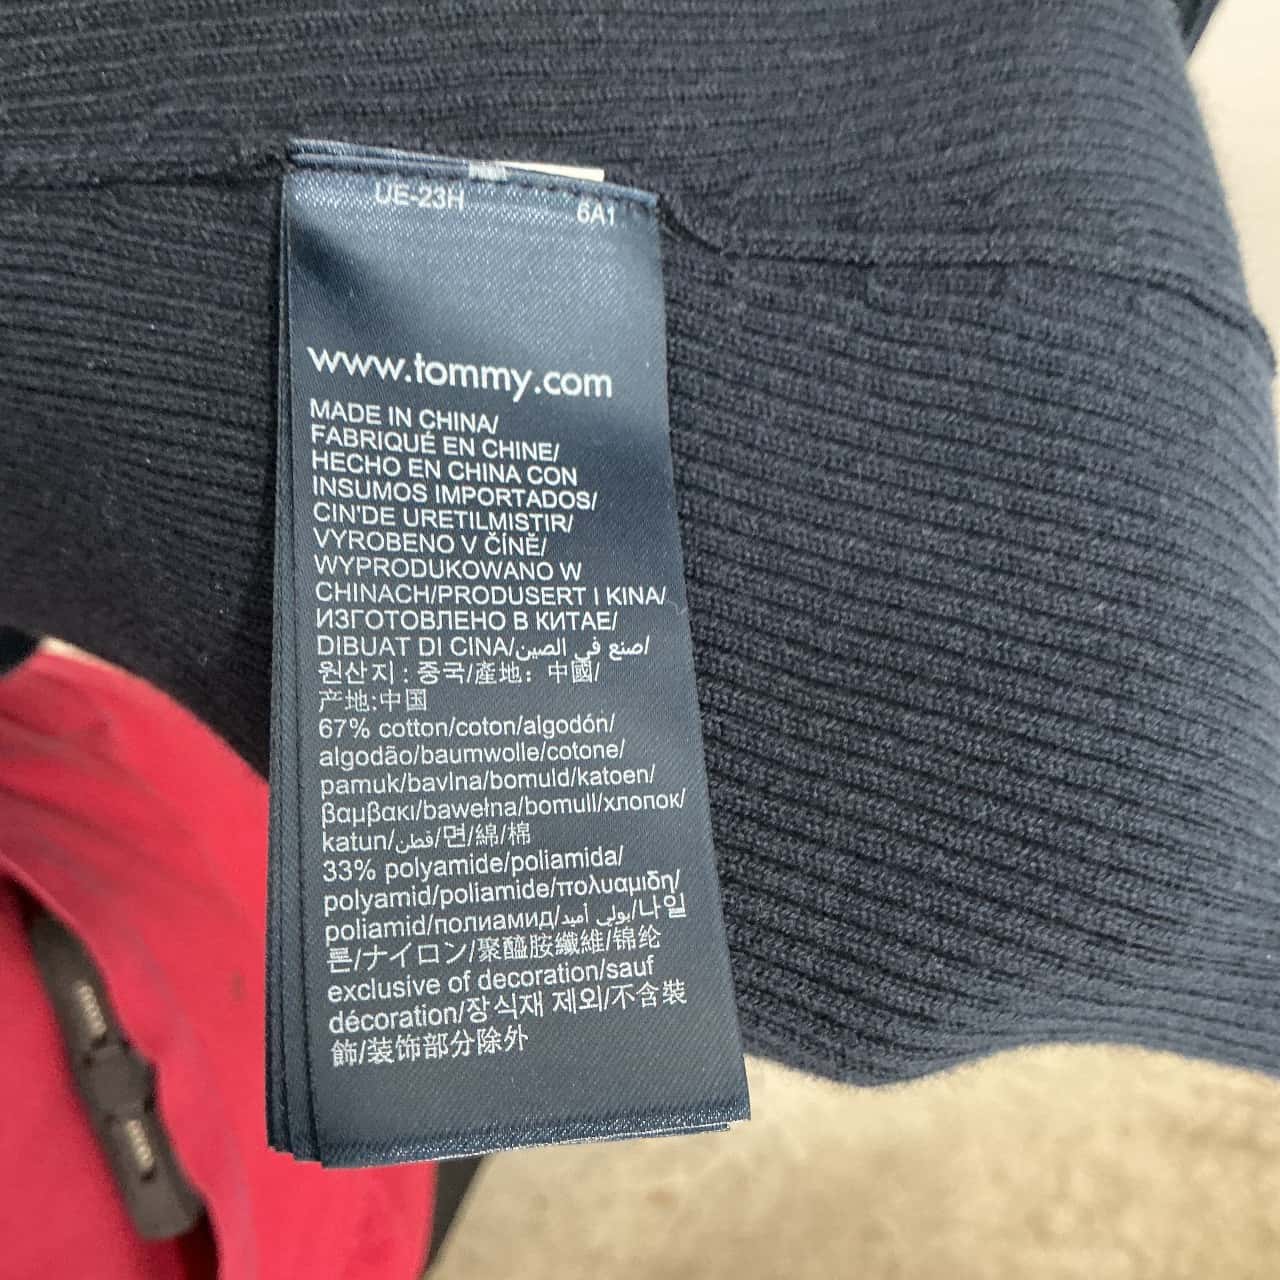 UE-23H 6A1
www.tommy.com
MADE IN CHINA/
FABRIQUÉ EN CHINE/
HECHO EN CHINA CON
INSUMOS IMPORTADOS/
CIN'DE URETILMISTIR/
VYROBENO V ČÍNĚ/
WYPRODUKOWANO W
CHINACH/PRODUSERT I KINA/
ИЗГОТОВЛЕНО В КИТАЕ/
DIBUAT DI CINA/صنع في الصين/
원산지 : 중국/產地：中國/
产地:中国
67% cotton/coton/algodón/
algodão/baumwolle/cotone/
pamuk/bavlna/bomuld/katoen/
βαμβακι/bawełna/bomull/хлопок/
katun/قطن/면/綿/棉
33% polyamide/poliamida/
polyamid/poliamide/πολυαμιδη/
poliamid/полиамид/بولي أميد/나일
론/ナイロン/聚醯胺纖維/锦纶
exclusive of decoration/sauf
décoration/장식재 제외/不含裝
飾/装饰部分除外